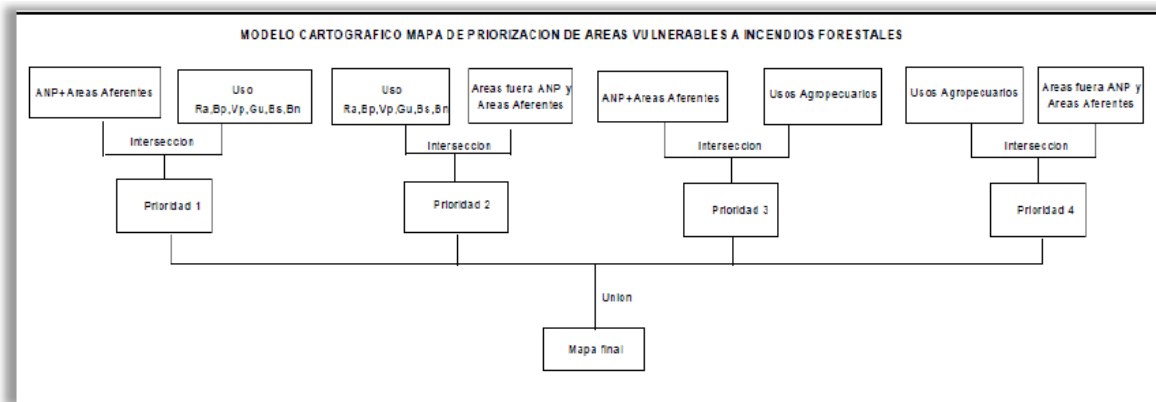 MODELO CARTOGRAFICO MAPA DE PRIORIZACION DE AREAS VULNERABLES A INCENDIOS FORESTALES
ANP+Areas Aferentes
Uso
Ra,Bp,Vp,Gu,Bs,Bn
Interseccion
Prioridad 1
Uso
Ra,Bp,Vp,Gu,Bs,Bn
Areas fuera ANP y
Areas Aferentes
Interseccion
Prioridad 2
ANP+Areas Aferentes
Usos Agropecuarios
Interseccion
Prioridad 3
Usos Agropecuarios
Areas fuera ANP y
Areas Aferentes
Interseccion
Prioridad 4
Union
Mapa final